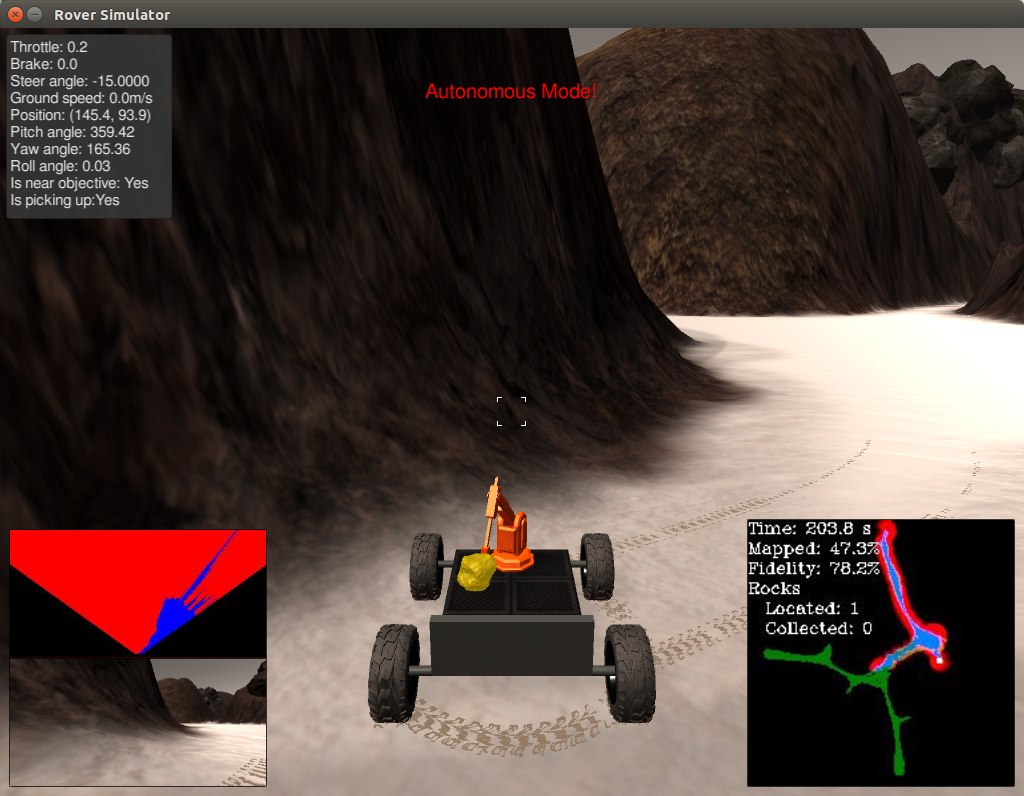 Rover Simulator
Throttle: 0.2
Brake: 0.0
Steer angle: -15.0000
Ground speed: 0.0m/s
Position: (145.4, 93.9)
Pitch angle: 359.42
Yaw angle: 165.36
Roll angle: 0.03
Is near objective: Yes
Is picking up:Yes
Autonomous Mode!
Time: 203.8 s
Mapped: 47.3%
Fidelity: 78.2%
Rocks
Located: 1
Collected: 0